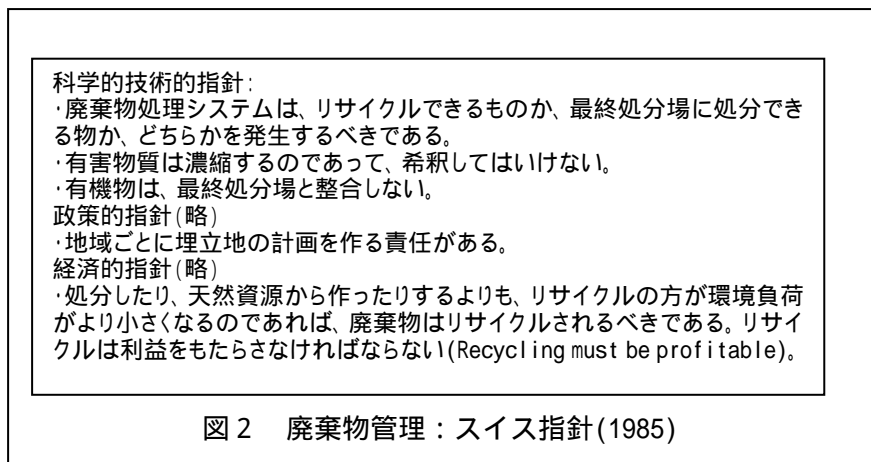 科学的技術的指針:
·廃棄物処理システムは、リサイクルできるものか、最終処分場に処分でき
る物か、どちらかを発生するべきである。
·有害物質は濃縮するのであって、希釈してはいけない。
·有機物は、最終処分場と整合しない。
政策的指針(略)
·地域ごとに埋立地の計画を作る責任がある。
経済的指針(略)
·処分したり、天然資源から作ったりするよりも、リサイクルの方が環境負荷
がより小さくなるのであれば、廃棄物はリサイクルされるべきである。リサイ
クルは利益をもたらさなければならない(Recycling must be profitable)。
図2 廃棄物管理:スイス指針(1985)